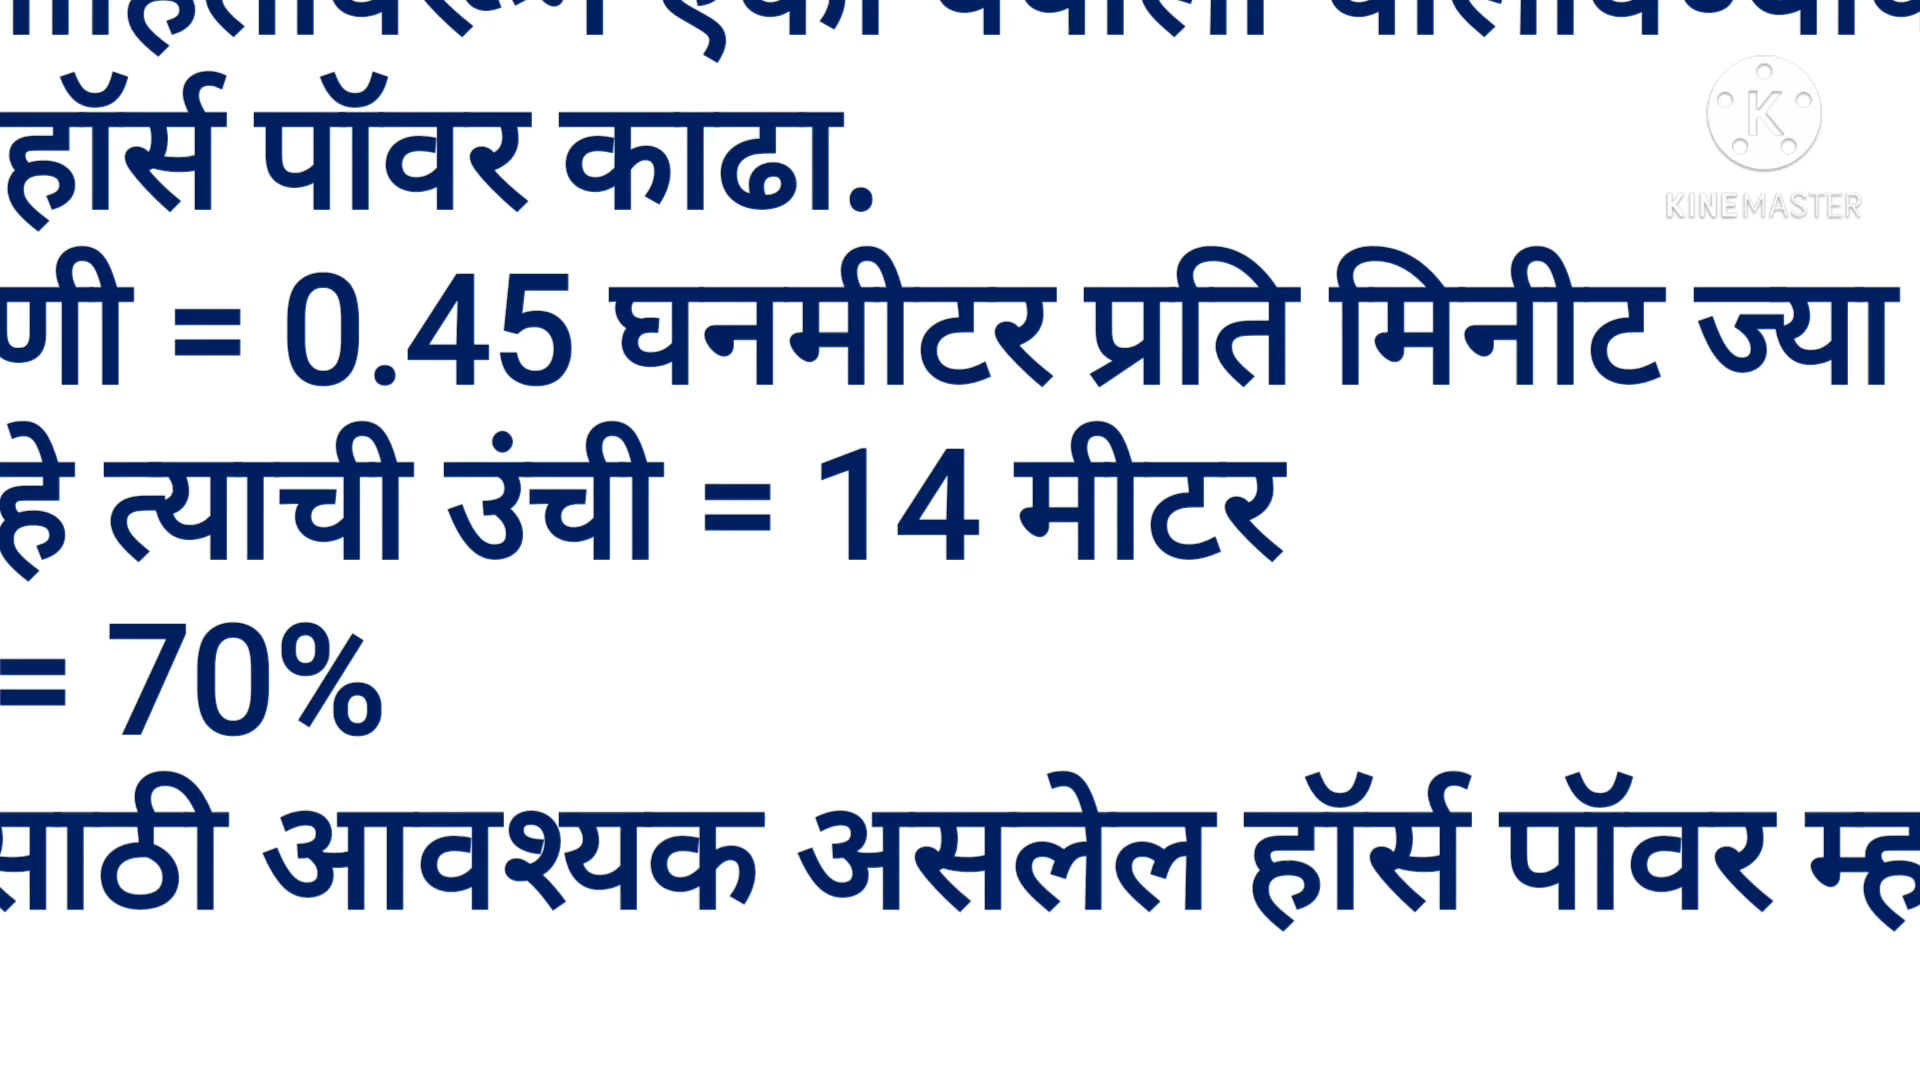 हॉर्स पॉवर काढा.
KINEMASTER
णी = 0.45 घनमीटर प्रति मिनीट ज्या
हे त्याची उंची = 14 मीटर
= 70%
साठी आवश्यक असलेल हॉर्स पॉवर